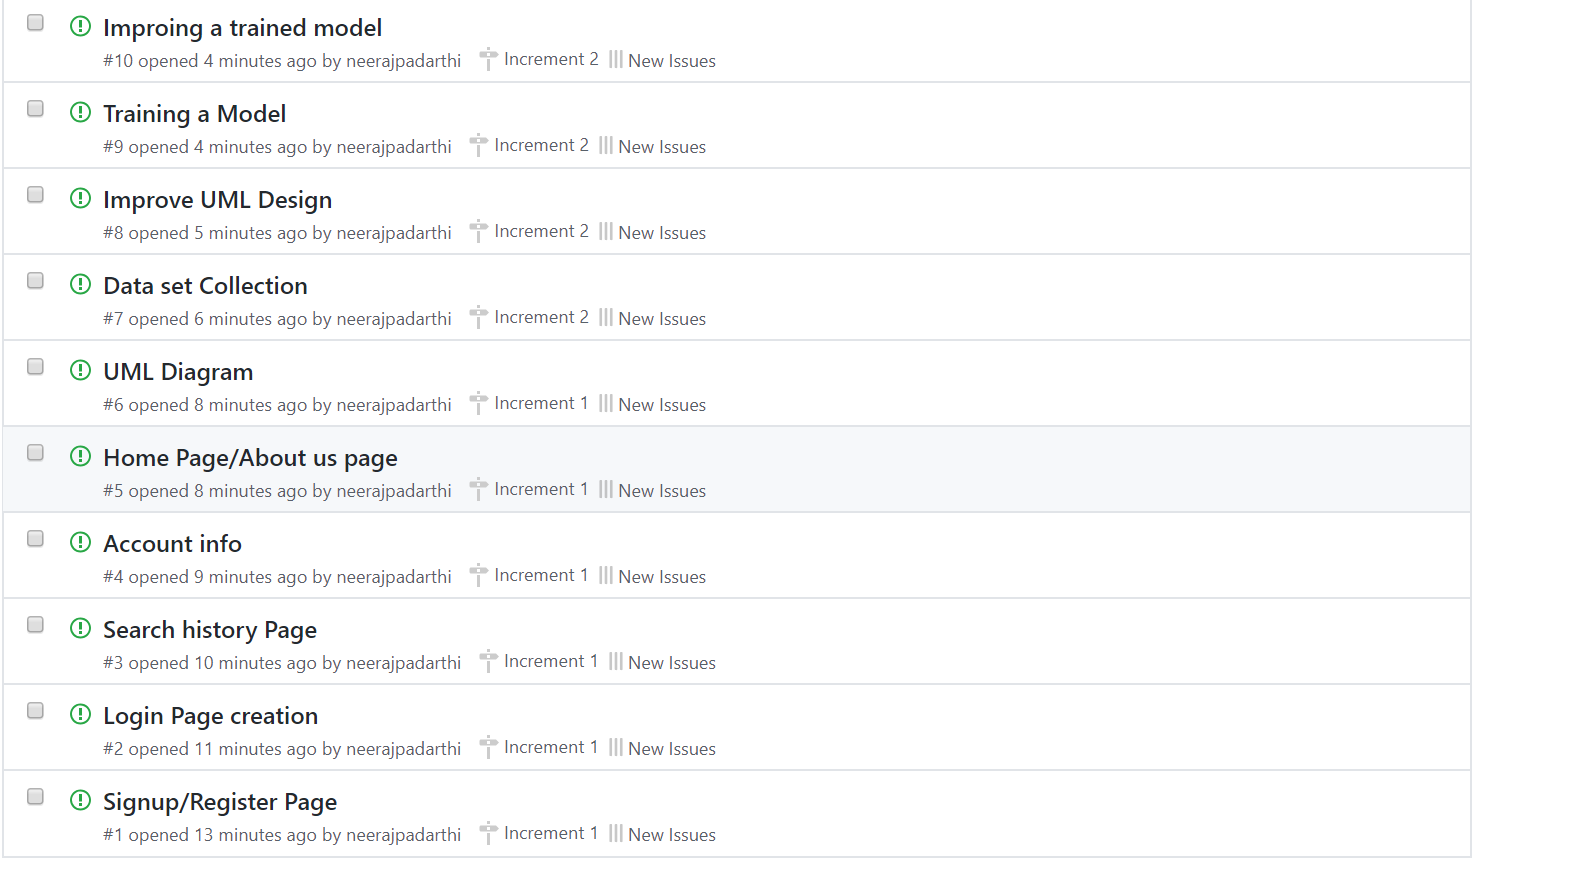 Improing a trained model
#10 opened 4 minutes ago by neerajpadarthi Increment 2 New Issues
Training a Model
#9 opened 4 minutes ago by neerajpadarthi Increment 2 New Issues
Improve UML Design
#8 opened 5 minutes ago by neerajpadarthi Increment 2 New Issues
Data set Collection
#7 opened 6 minutes ago by neerajpadarthi Increment 2 New Issues
UML Diagram
#6 opened 8 minutes ago by neerajpadarthi Increment 1 New Issues
Home Page/About us page
#5 opened 8 minutes ago by neerajpadarthi Increment 1 New Issues
Account info
#4 opened 9 minutes ago by neerajpadarthi Increment 1 New Issues
Search history Page
#3 opened 10 minutes ago by neerajpadarthi Increment 1 New Issues
Login Page creation
#2 opened 11 minutes ago by neerajpadarthi Increment 1 New Issues
Signup/Register Page
#1 opened 13 minutes ago by neerajpadarthi Increment 1 New Issues